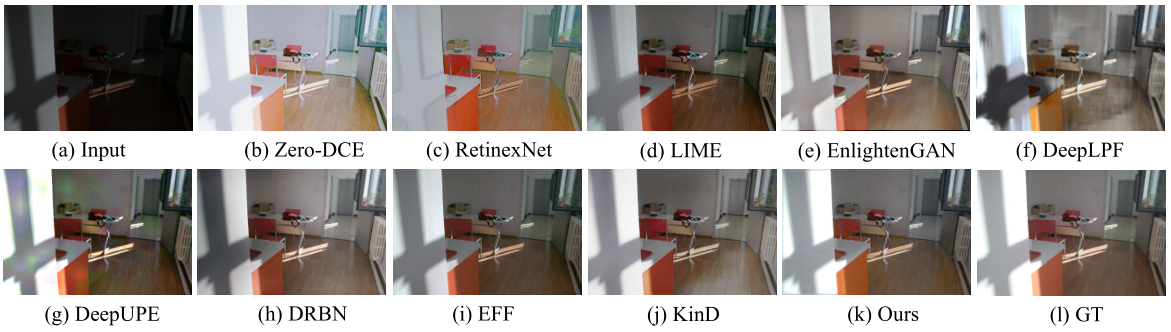 (a) Input (b) Zero-DCE (c) RetinexNet (d) LIME (e) EnlightenGAN (f) DeepLPF
(g) DeepUPE (h) DRBN (i) EFF (j) KinD (k) Ours (l) GT